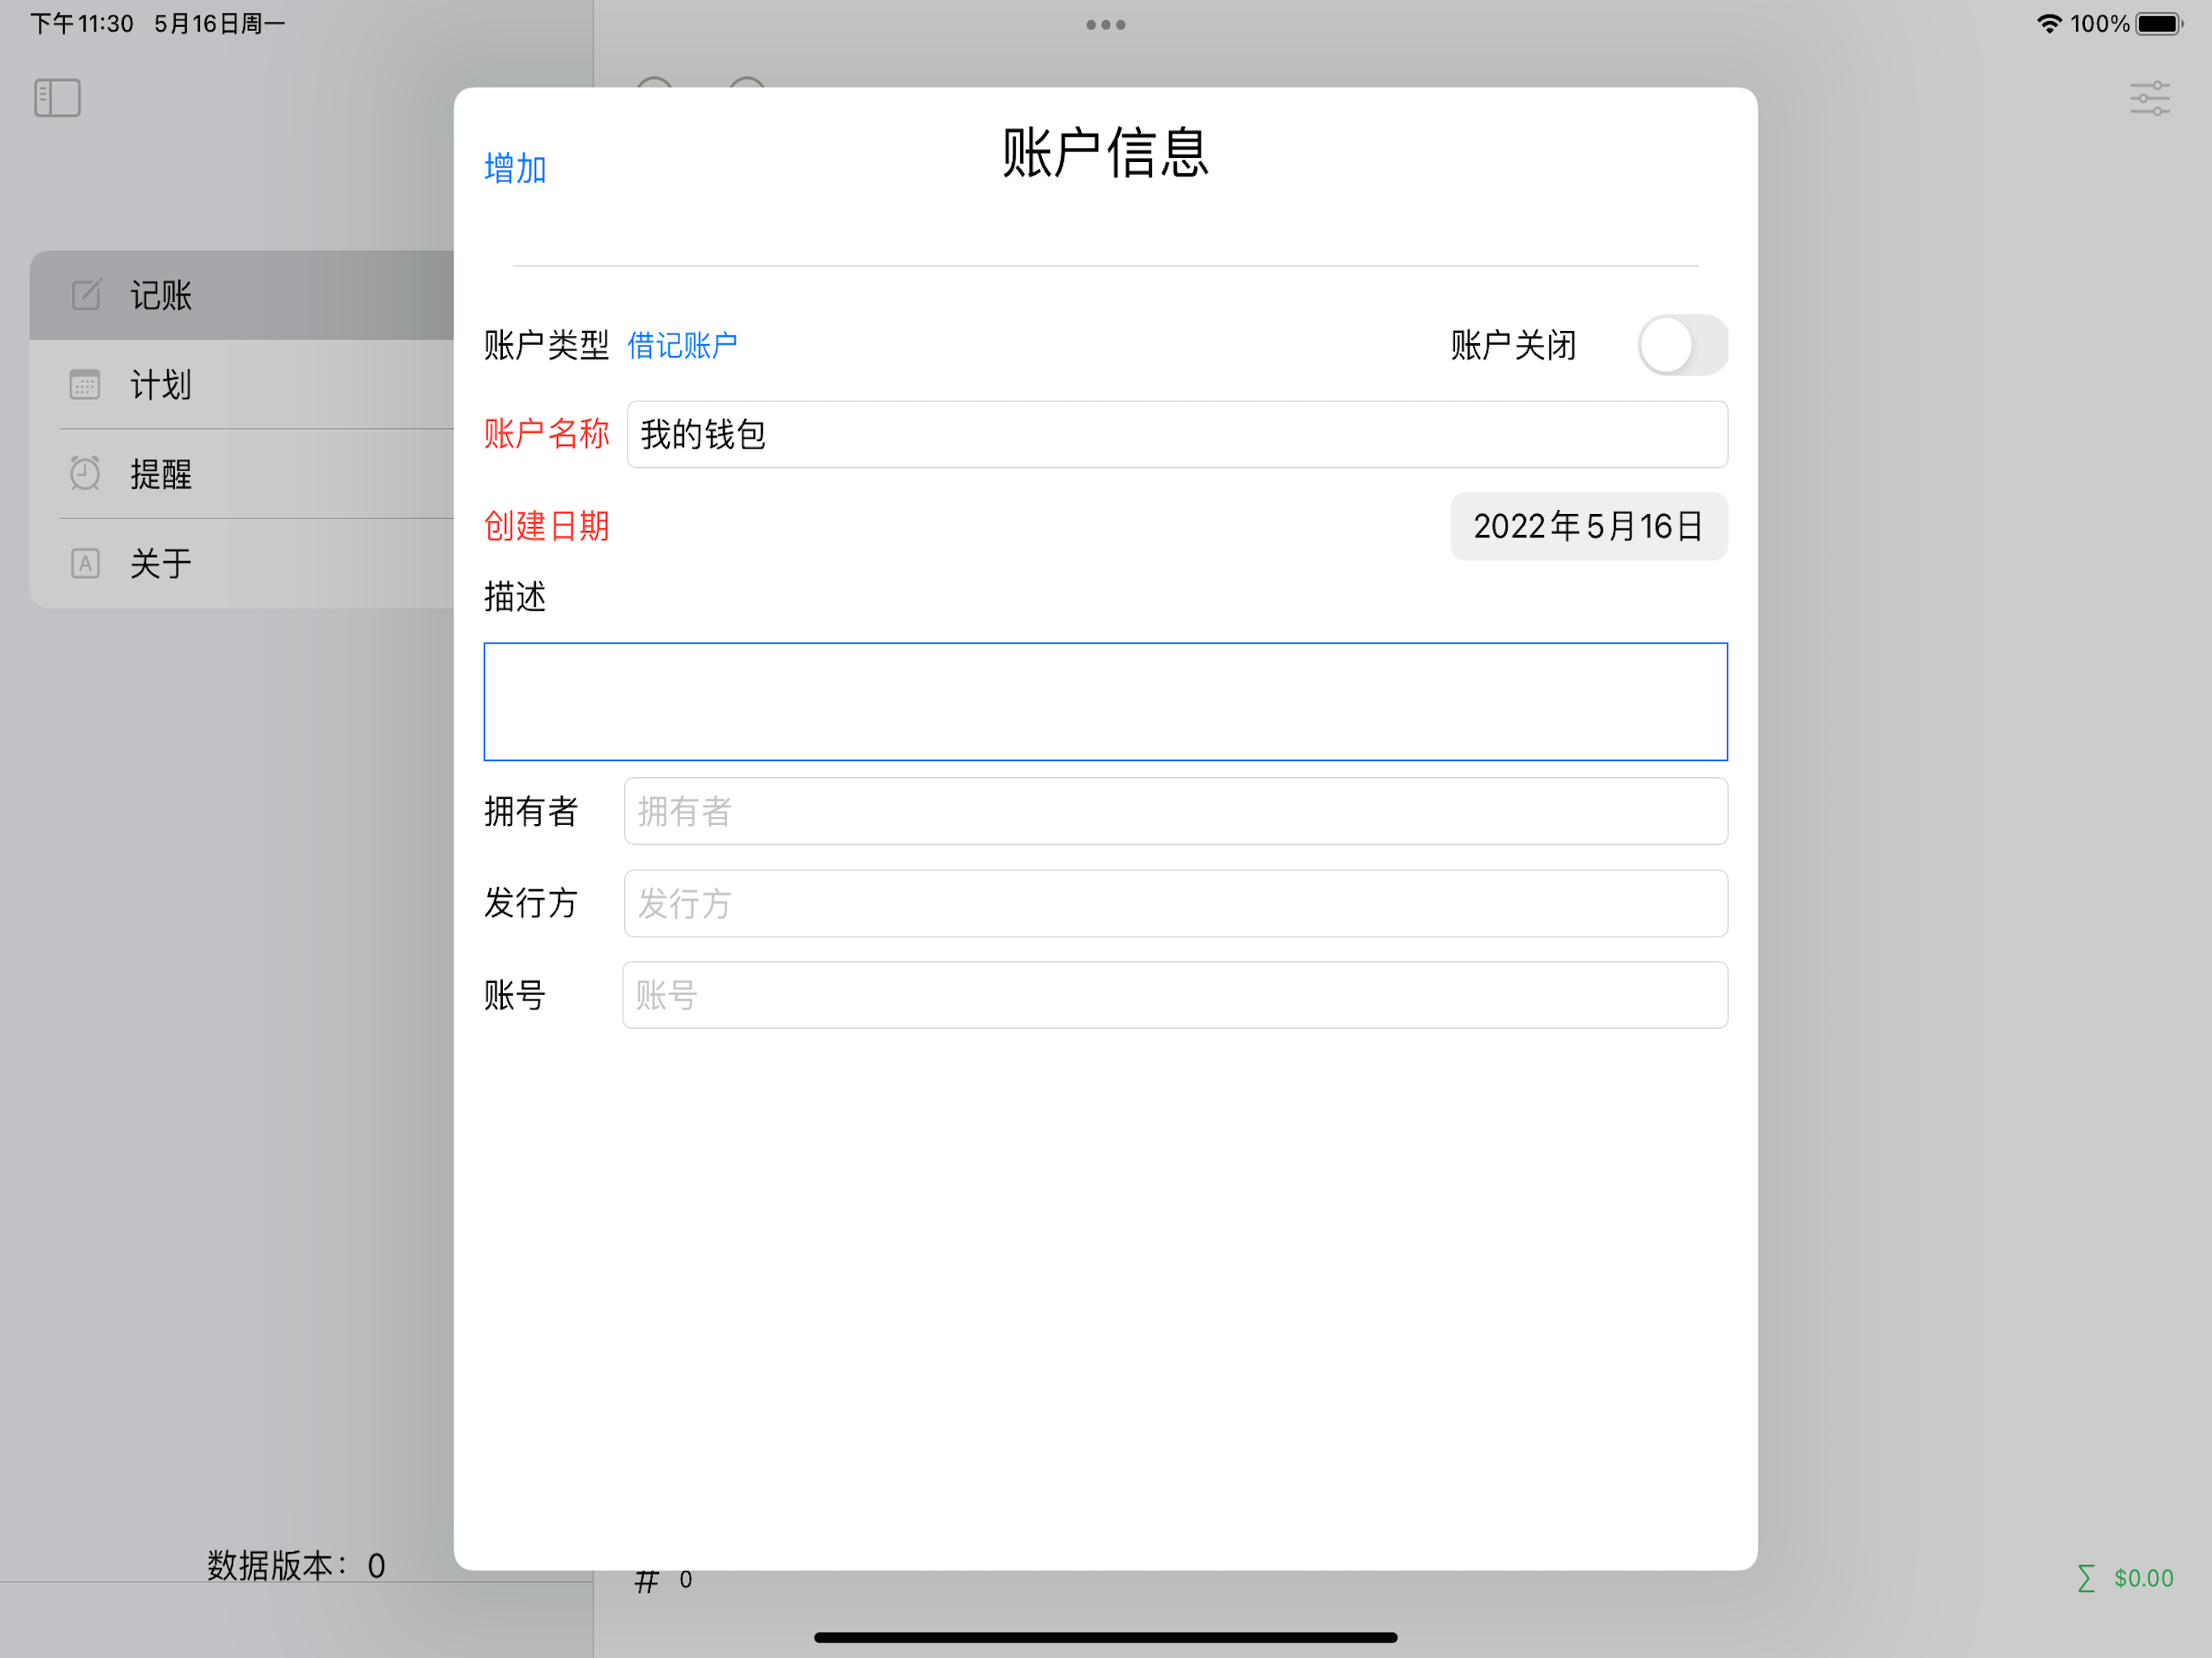 下午11:30 5月16日周一
100%
增加
账户信息
记账
计划
提醒
A 关于
账户类型 借记账户 账户关闭
账户名称 我的钱包
创建日期 2022年5月16日
描述
拥有者 拥有者
发行方 发行方
账号 账号
数据版本：0
# 0
∑ $0.00